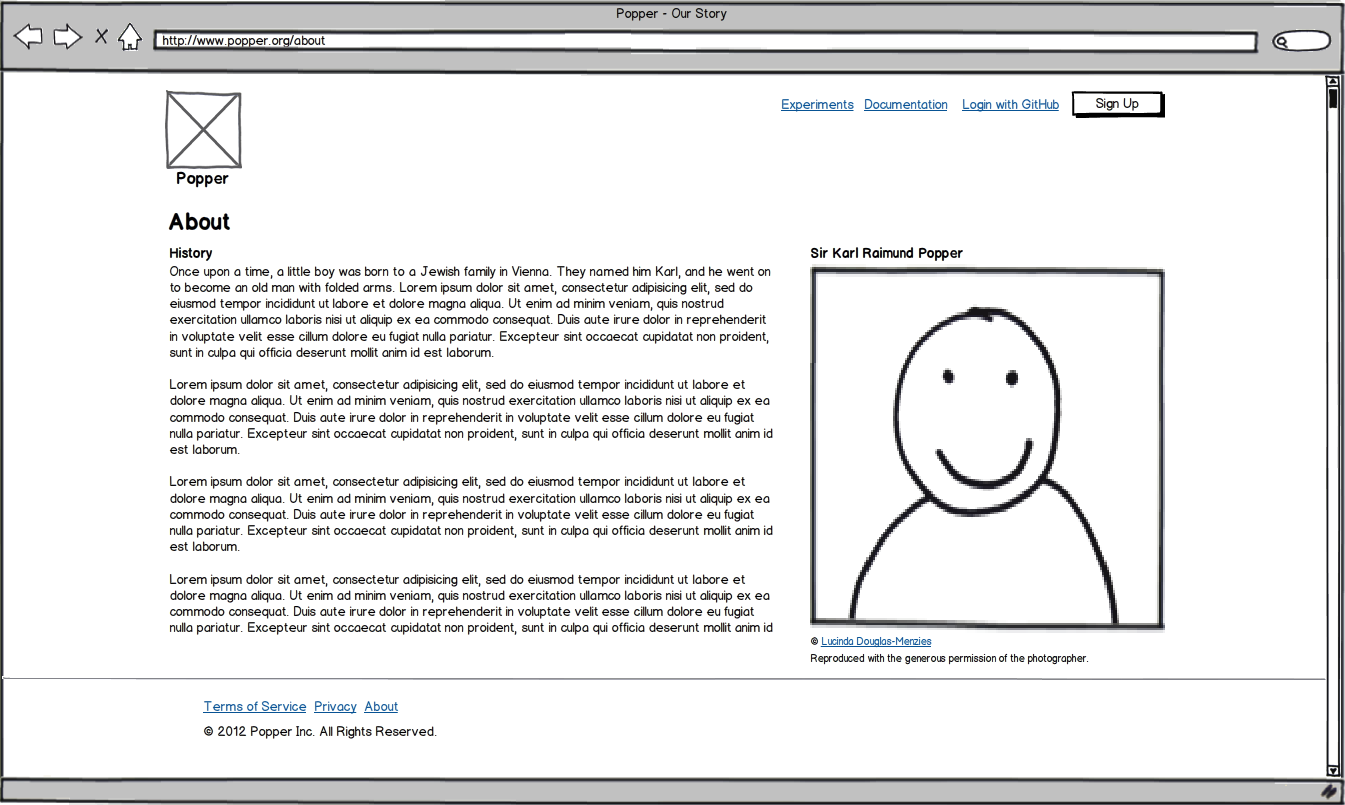 Popper - Our Story
http://www.popper.org/about
Experiments Documentation Login with GitHub Sign Up
Popper
About
History
Once upon a time, a little boy was born to a Jewish family in Vienna. They named him Karl, and he went on
to become an old man with folded arms. Lorem ipsum dolor sit amet, consectetur adipisicing elit, sed do
eiusmod tempor incididunt ut labore et dolore magna aliqua. Ut enim ad minim veniam, quis nostrud
exercitation ullamco laboris nisi ut aliquip ex ea commodo consequat. Duis aute irure dolor in reprehenderit
in voluptate velit esse cillum dolore eu fugiat nulla pariatur. Excepteur sint occaecat cupidatat non proident,
sunt in culpa qui officia deserunt mollit anim id est laborum.
Lorem ipsum dolor sit amet, consectetur adipisicing elit, sed do eiusmod tempor incididunt ut labore et
dolore magna aliqua. Ut enim ad minim veniam, quis nostrud exercitation ullamco laboris nisi ut aliquip ex ea
commodo consequat. Duis aute irure dolor in reprehenderit in voluptate velit esse cillum dolore eu fugiat
nulla pariatur. Excepteur sint occaecat cupidatat non proident, sunt in culpa qui officia deserunt mollit anim id
est laborum.
Lorem ipsum dolor sit amet, consectetur adipisicing elit, sed do eiusmod tempor incididunt ut labore et
dolore magna aliqua. Ut enim ad minim veniam, quis nostrud exercitation ullamco laboris nisi ut aliquip ex ea
commodo consequat. Duis aute irure dolor in reprehenderit in voluptate velit esse cillum dolore eu fugiat
nulla pariatur. Excepteur sint occaecat cupidatat non proident, sunt in culpa qui officia deserunt mollit anim id
est laborum.
Lorem ipsum dolor sit amet, consectetur adipisicing elit, sed do eiusmod tempor incididunt ut labore et
dolore magna aliqua. Ut enim ad minim veniam, quis nostrud exercitation ullamco laboris nisi ut aliquip ex ea
commodo consequat. Duis aute irure dolor in reprehenderit in voluptate velit esse cillum dolore eu fugiat
nulla pariatur. Excepteur sint occaecat cupidatat non proident, sunt in culpa qui officia deserunt mollit anim id
Sir Karl Raimund Popper
© Lucinda Douglas-Menzies
Reproduced with the generous permission of the photographer.
Terms of Service Privacy About
© 2012 Popper Inc. All Rights Reserved.